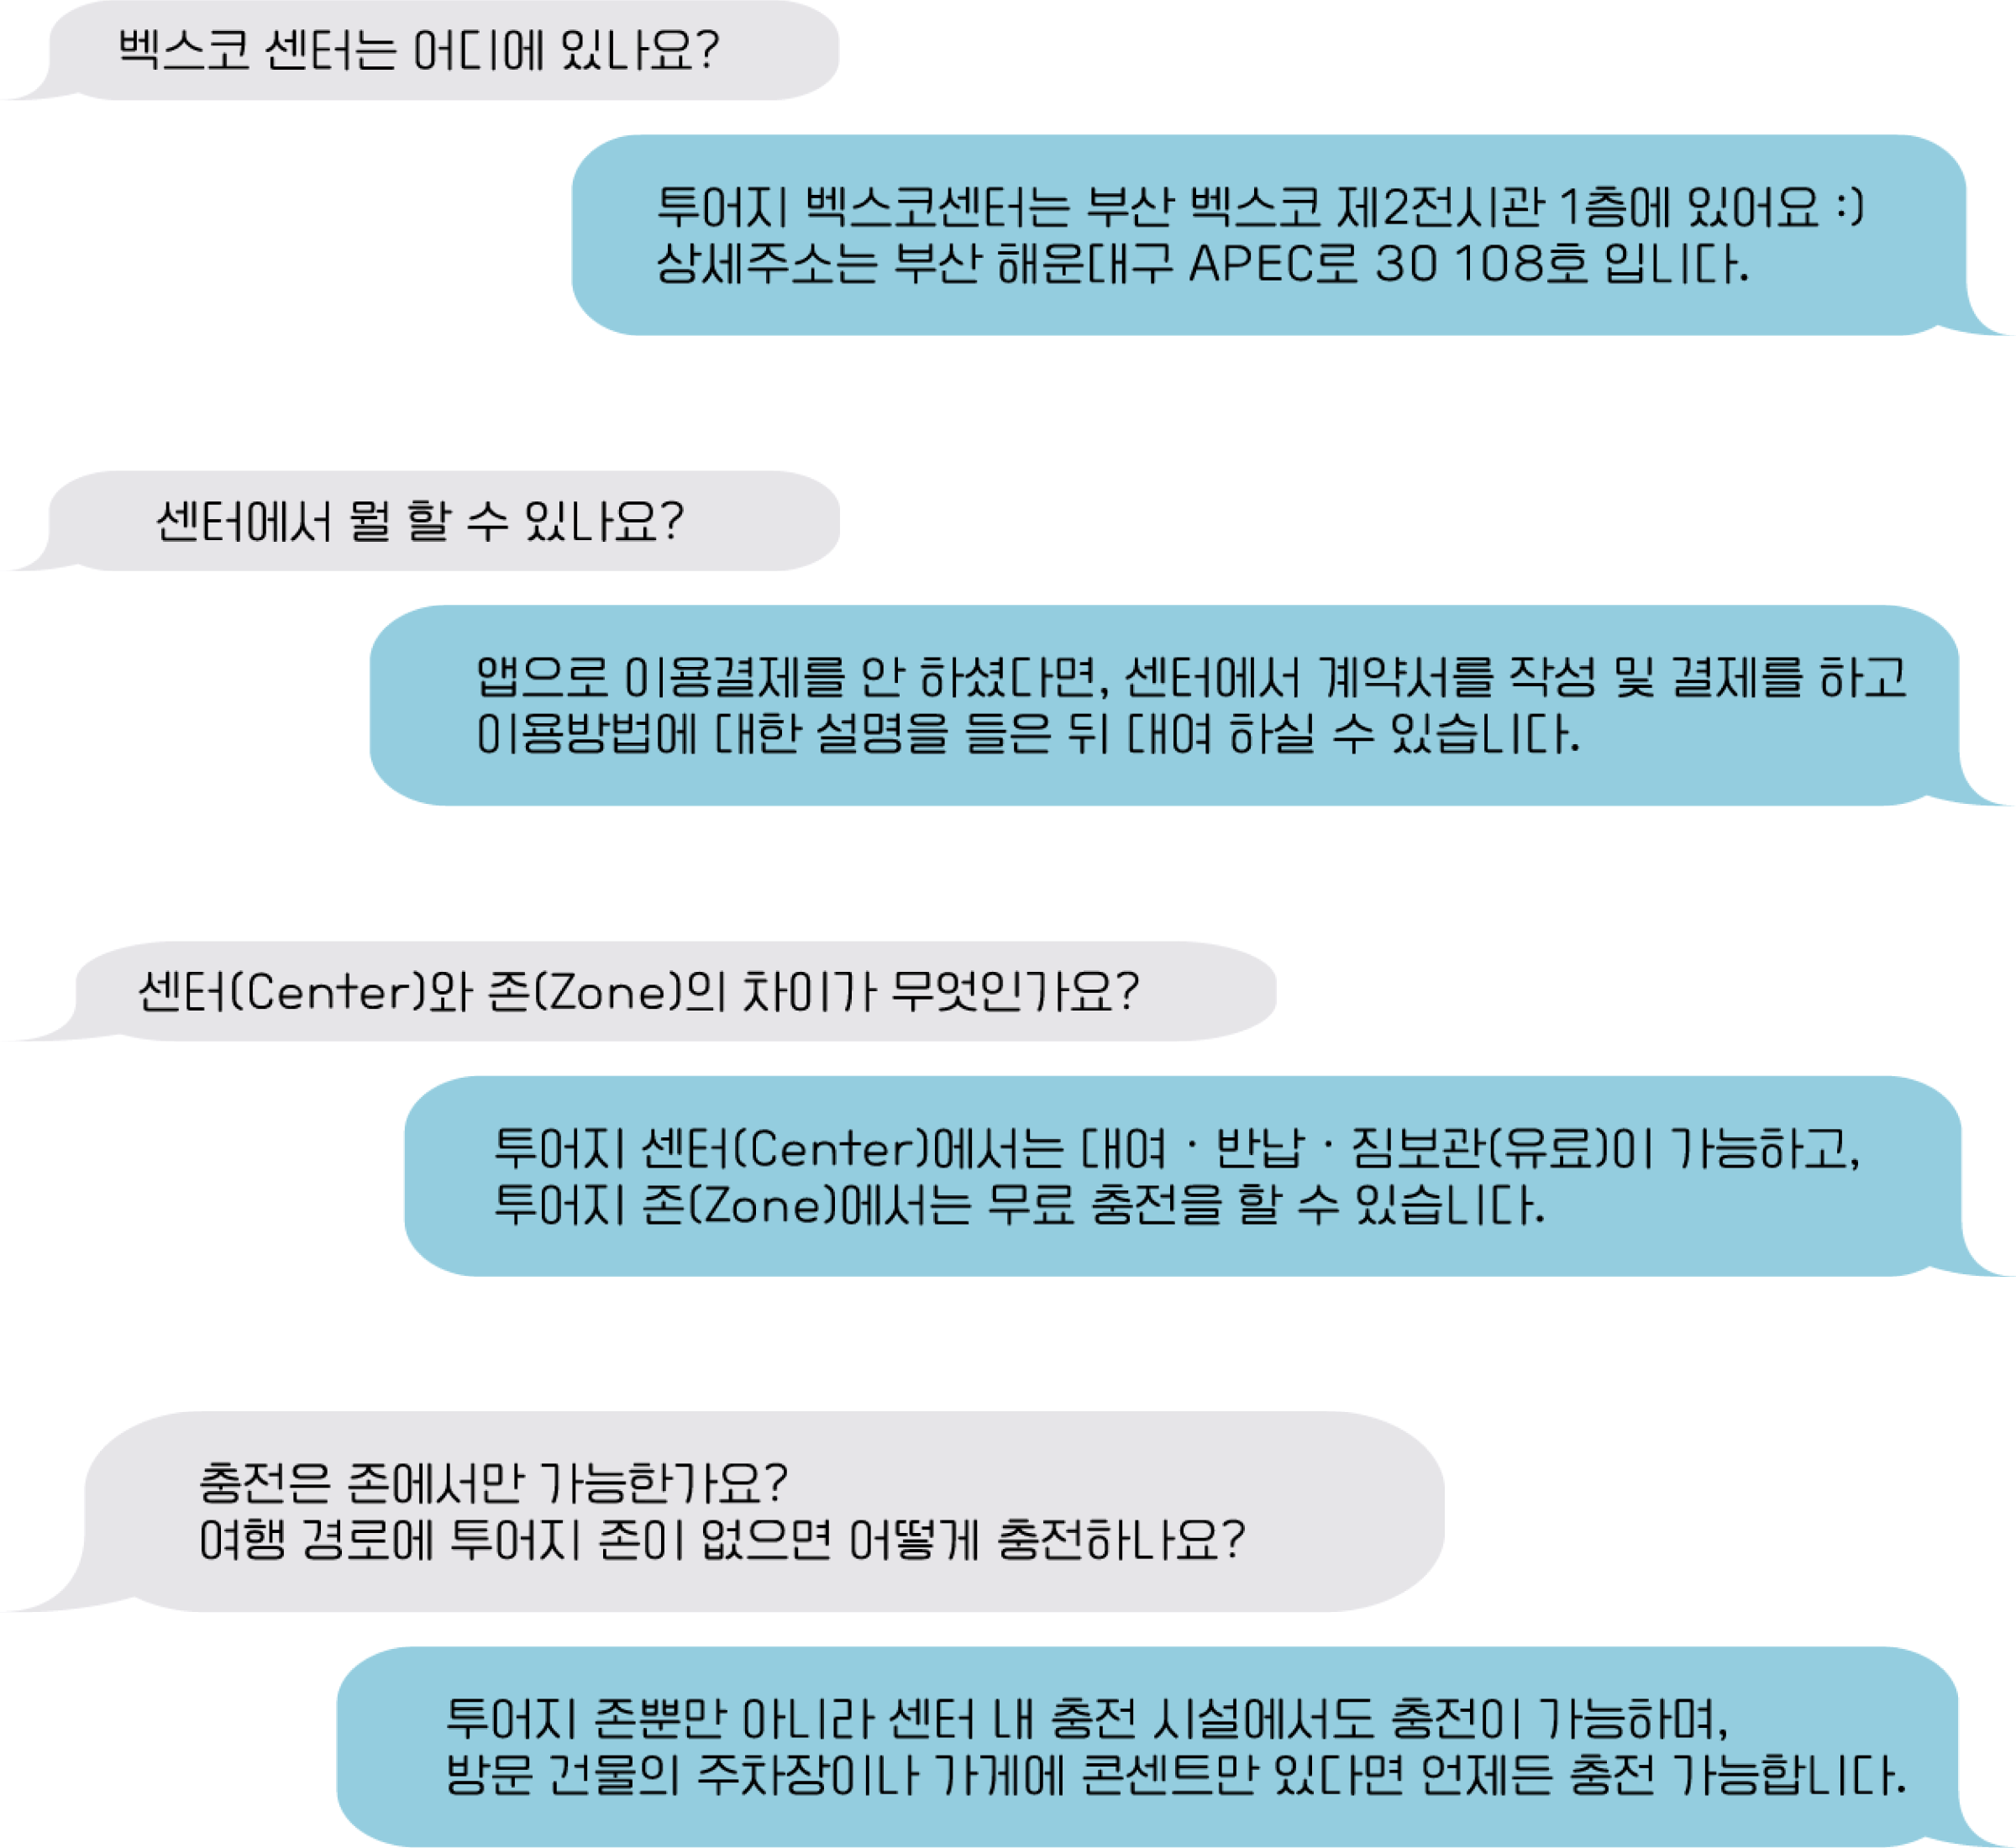 벡스코 센터는 어디에 있나요?
투어지 벡스코센터는 부산 벡스코 제2전시관 1층에 있어요 :)
상세주소는 부산 해운대구 APEC로 30 108호 입니다.
센터에서 뭘 할 수 있나요?
앱으로 이용결제를 안 하셨다면, 센터에서 계약서를 작성 및 결제를 하고
이용방법에 대한 설명을 들은 뒤 대여 하실 수 있습니다.
센터(Center)와 존(Zone)의 차이가 무엇인가요?
투어지 센터(Center)에서는 대여 · 반납 · 짐보관(유료)이 가능하고,
투어지 존(Zone)에서는 무료 충전을 할 수 있습니다.
충전은 존에서만 가능한가요?
여행 경로에 투어지 존이 없으면 어떻게 충전하나요?
투어지 존뿐만 아니라 센터 내 충전 시설에서도 충전이 가능하며,
방문 건물의 주차장이나 가게에 콘센트만 있다면 언제든 충전 가능합니다.